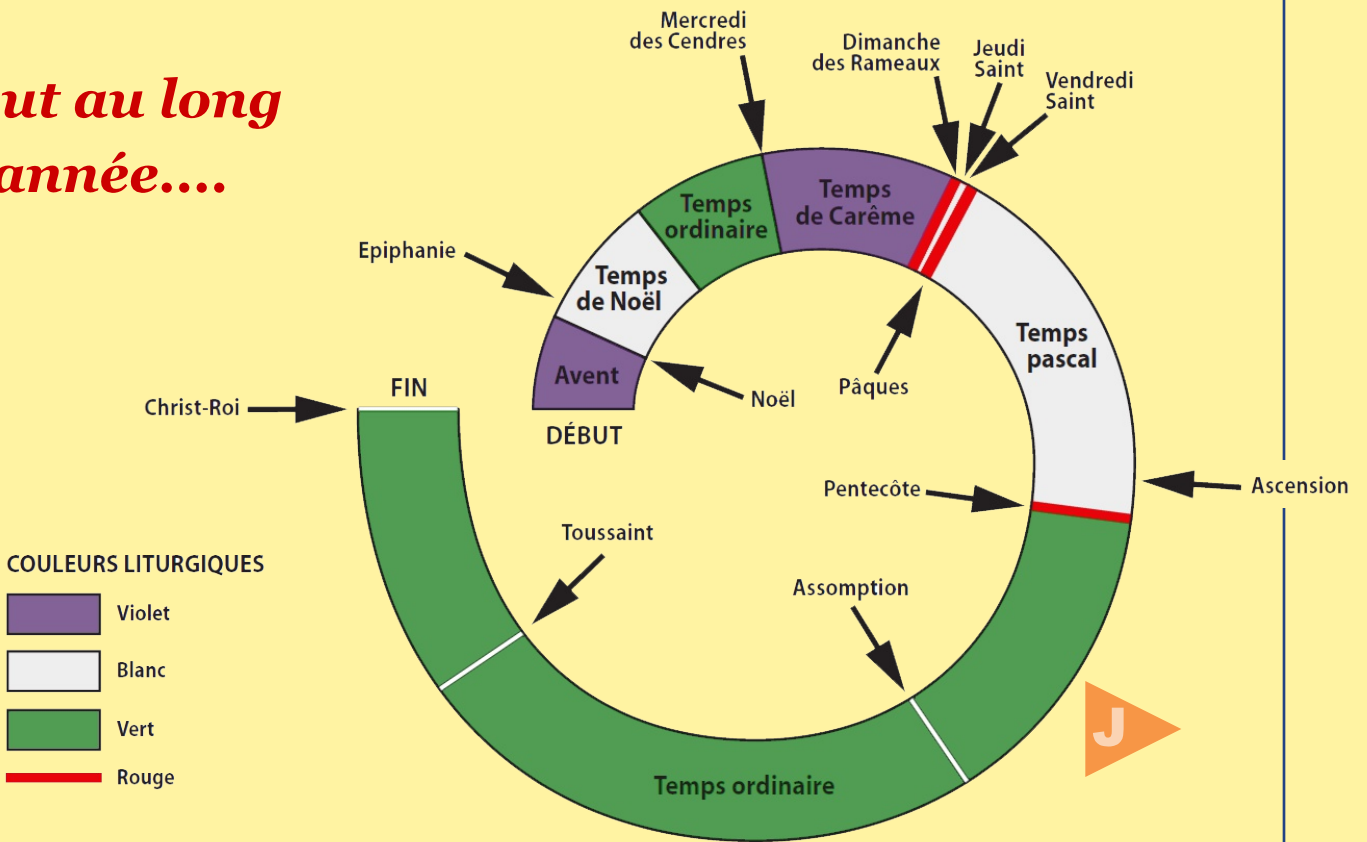 ut au long
année....
Mercredi
des Cendres
Dimanche
des Rameaux
Jeudi
Saint
Vendredi
Saint
Temps
ordinaire
Temps
de Carême
Epiphanie
Temps
de Noël
Temps
pascal
Avent
Noël
Pâques
FIN
Christ-Roi
DÉBUT
Pentecôte
Ascension
Toussaint
Assomption
COULEURS LITURGIQUES
Violet
Blanc
Vert
Rouge
J
Temps ordinaire